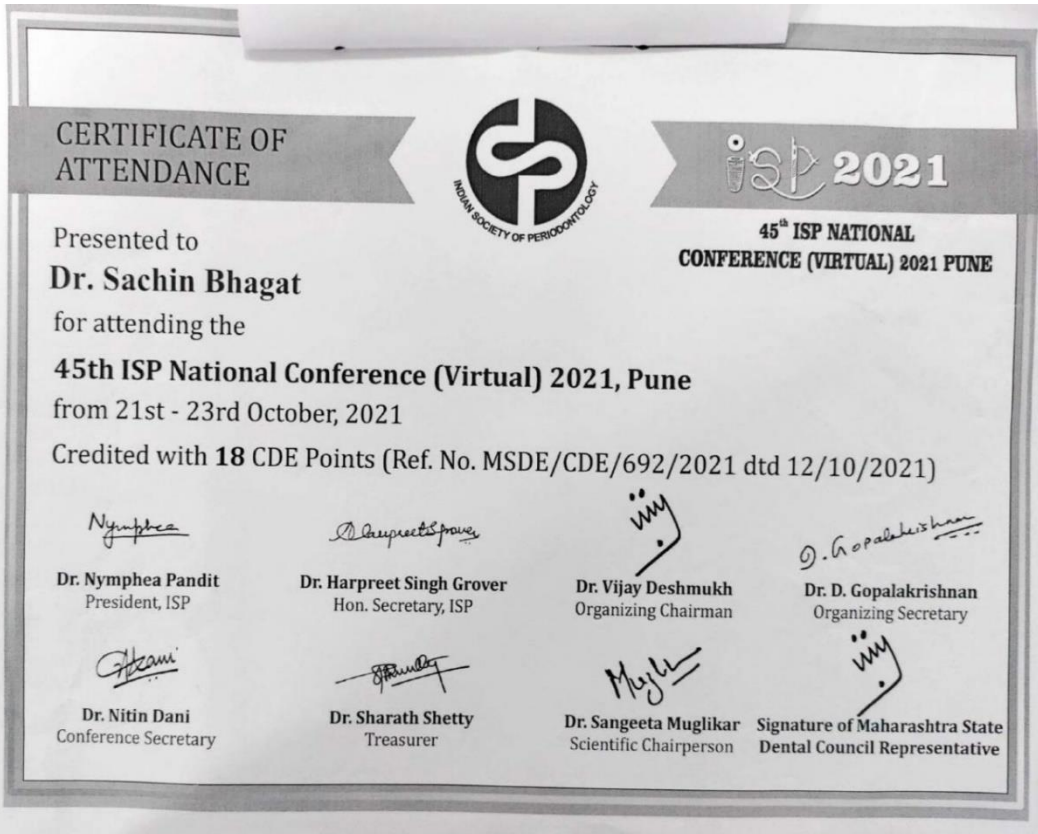 CERTIFICATE OF
ATTENDANCE
INDIAN SOCIETY OF PERIODONTOLOGY
isp 2021
45th ISP NATIONAL
CONFERENCE (VIRTUAL) 2021 PUNE
Presented to
Dr. Sachin Bhagat
for attending the
45th ISP National Conference (Virtual) 2021, Pune
from 21st - 23rd October, 2021
Credited with 18 CDE Points (Ref. No. MSDE/CDE/692/2021 dtd 12/10/2021)
Nymphea
D. Gopalakrishnan
Dr. Nymphea Pandit
President, ISP
Dr. Harpreet Singh Grover
Hon. Secretary, ISP
Dr. Vijay Deshmukh
Organizing Chairman
Dr. D. Gopalakrishnan
Organizing Secretary
Dr. Nitin Dani
Conference Secretary
Dr. Sharath Shetty
Treasurer
Dr. Sangeeta Muglikar
Scientific Chairperson
Signature of Maharashtra State
Dental Council Representative